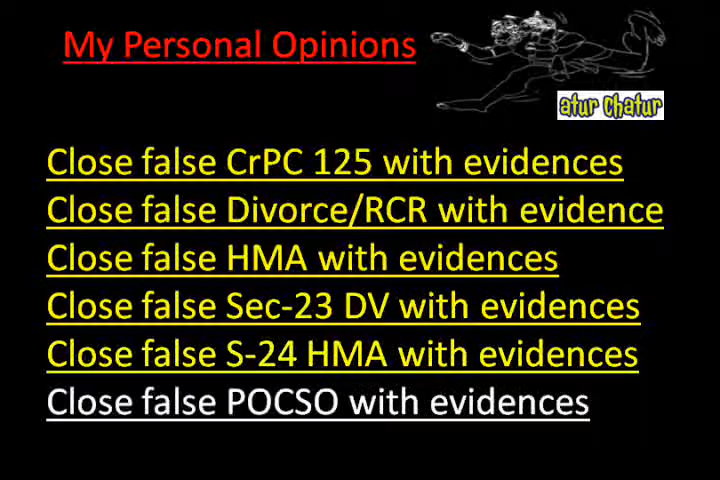 My Personal Opinions
atur Chatur
Close false CrPC 125 with evidences
Close false Divorce/RCR with evidence
Close false HMA with evidences
Close false Sec-23 DV with evidences
Close false S-24 HMA with evidences
Close false POCSO with evidences